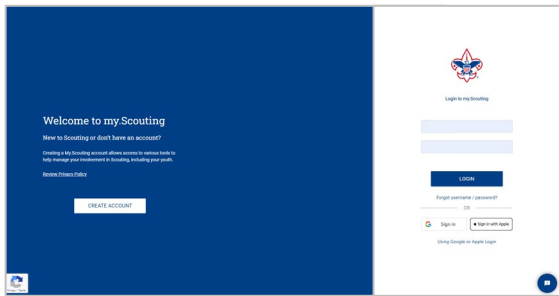 Welcome to my.Scouting
New to Scouting or don't have an account?
Creating a My.Scouting account allows access to various tools to
help manage your involvement in Scouting, including your youth.
Review Privacy Policy
CREATE ACCOUNT
Login to my.Scouting
LOGIN
Forgot username / password?
OR
Sign in
Sign in with Apple
Using Google or Apple Login